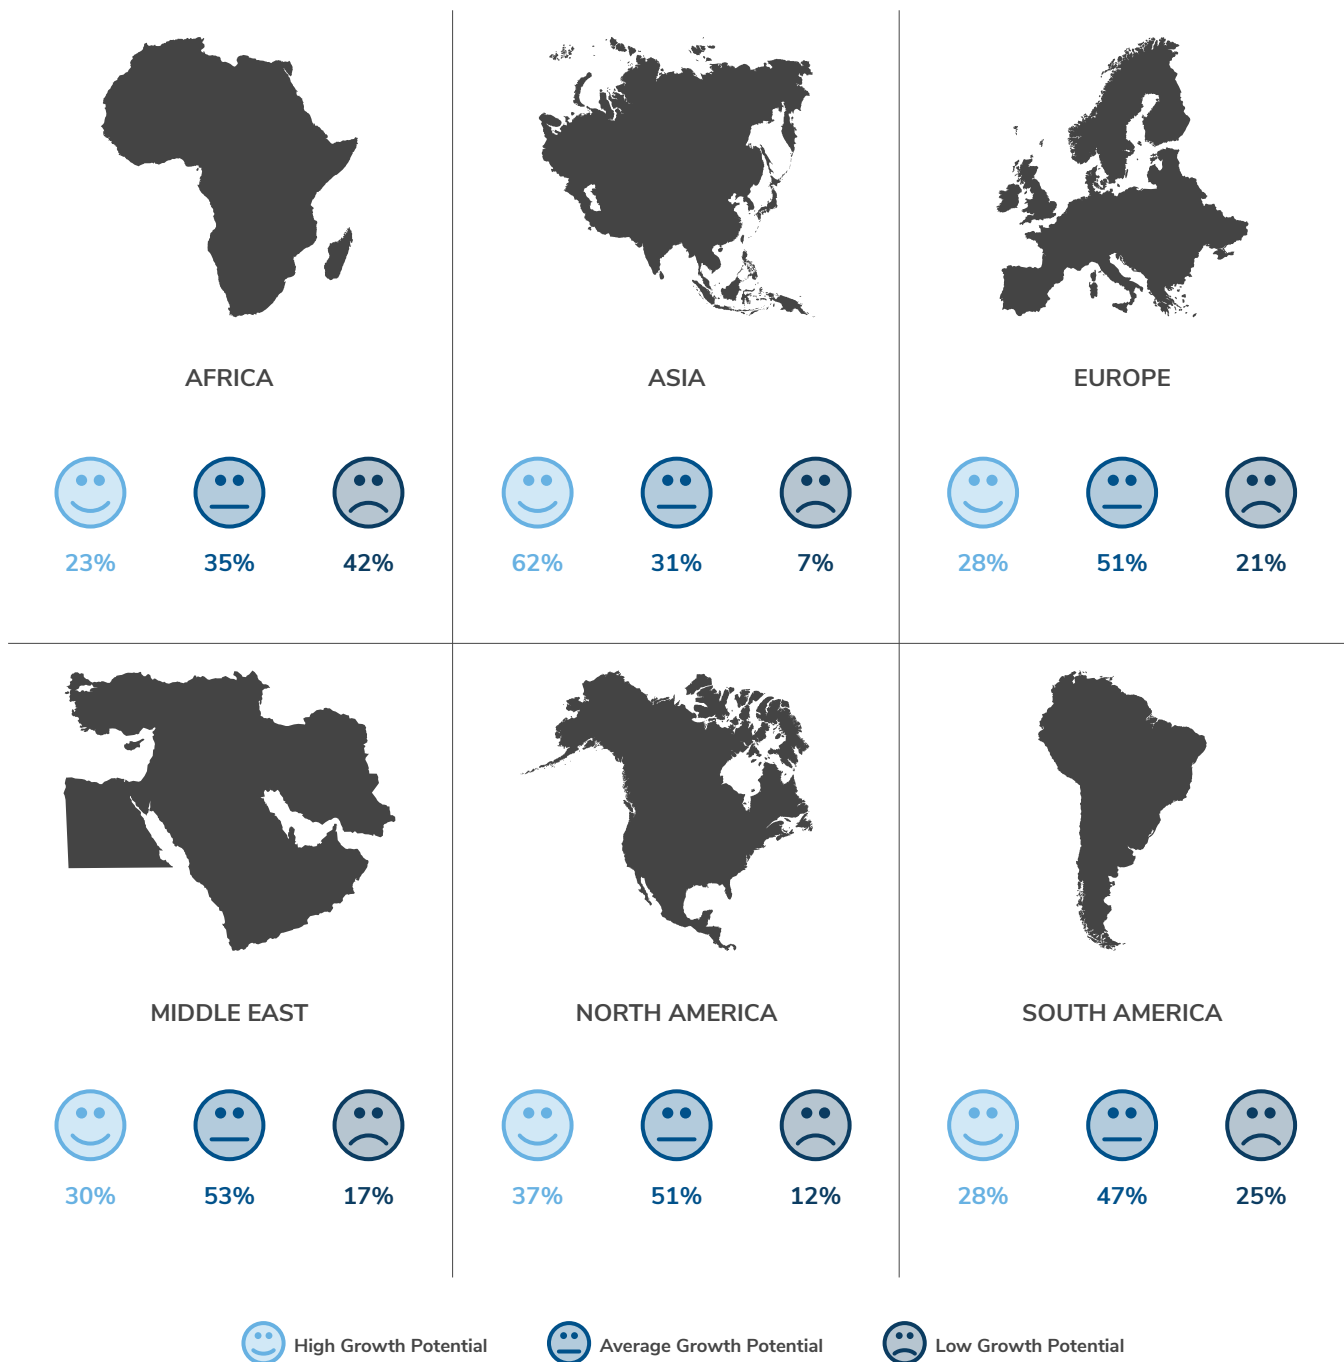 AFRICA
23% 35% 42%
ASIA
62% 31% 7%
EUROPE
28% 51% 21%
MIDDLE EAST
30% 53% 17%
NORTH AMERICA
37% 51% 12%
SOUTH AMERICA
28% 47% 25%
High Growth Potential Average Growth Potential Low Growth Potential